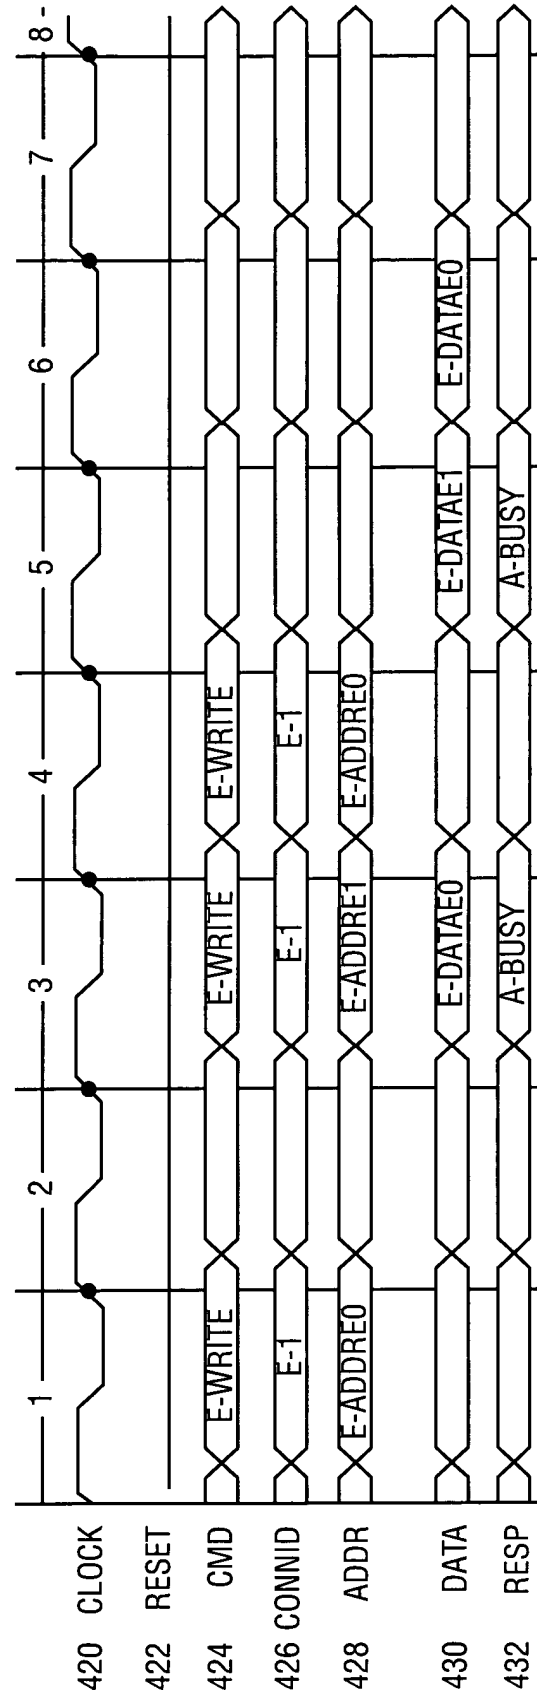 1 2 3 4 5 6 7 8
420 CLOCK
422 RESET
424 CMD E-WRITE E-WRITE E-WRITE
426 CONNID E-1 E-1 E-1
428 ADDR E-ADDRE0 E-ADDRE1 E-ADDRE0
430 DATA E-DATAE0 E-DATAE1 E-DATAE0
432 RESP A-BUSY A-BUSY